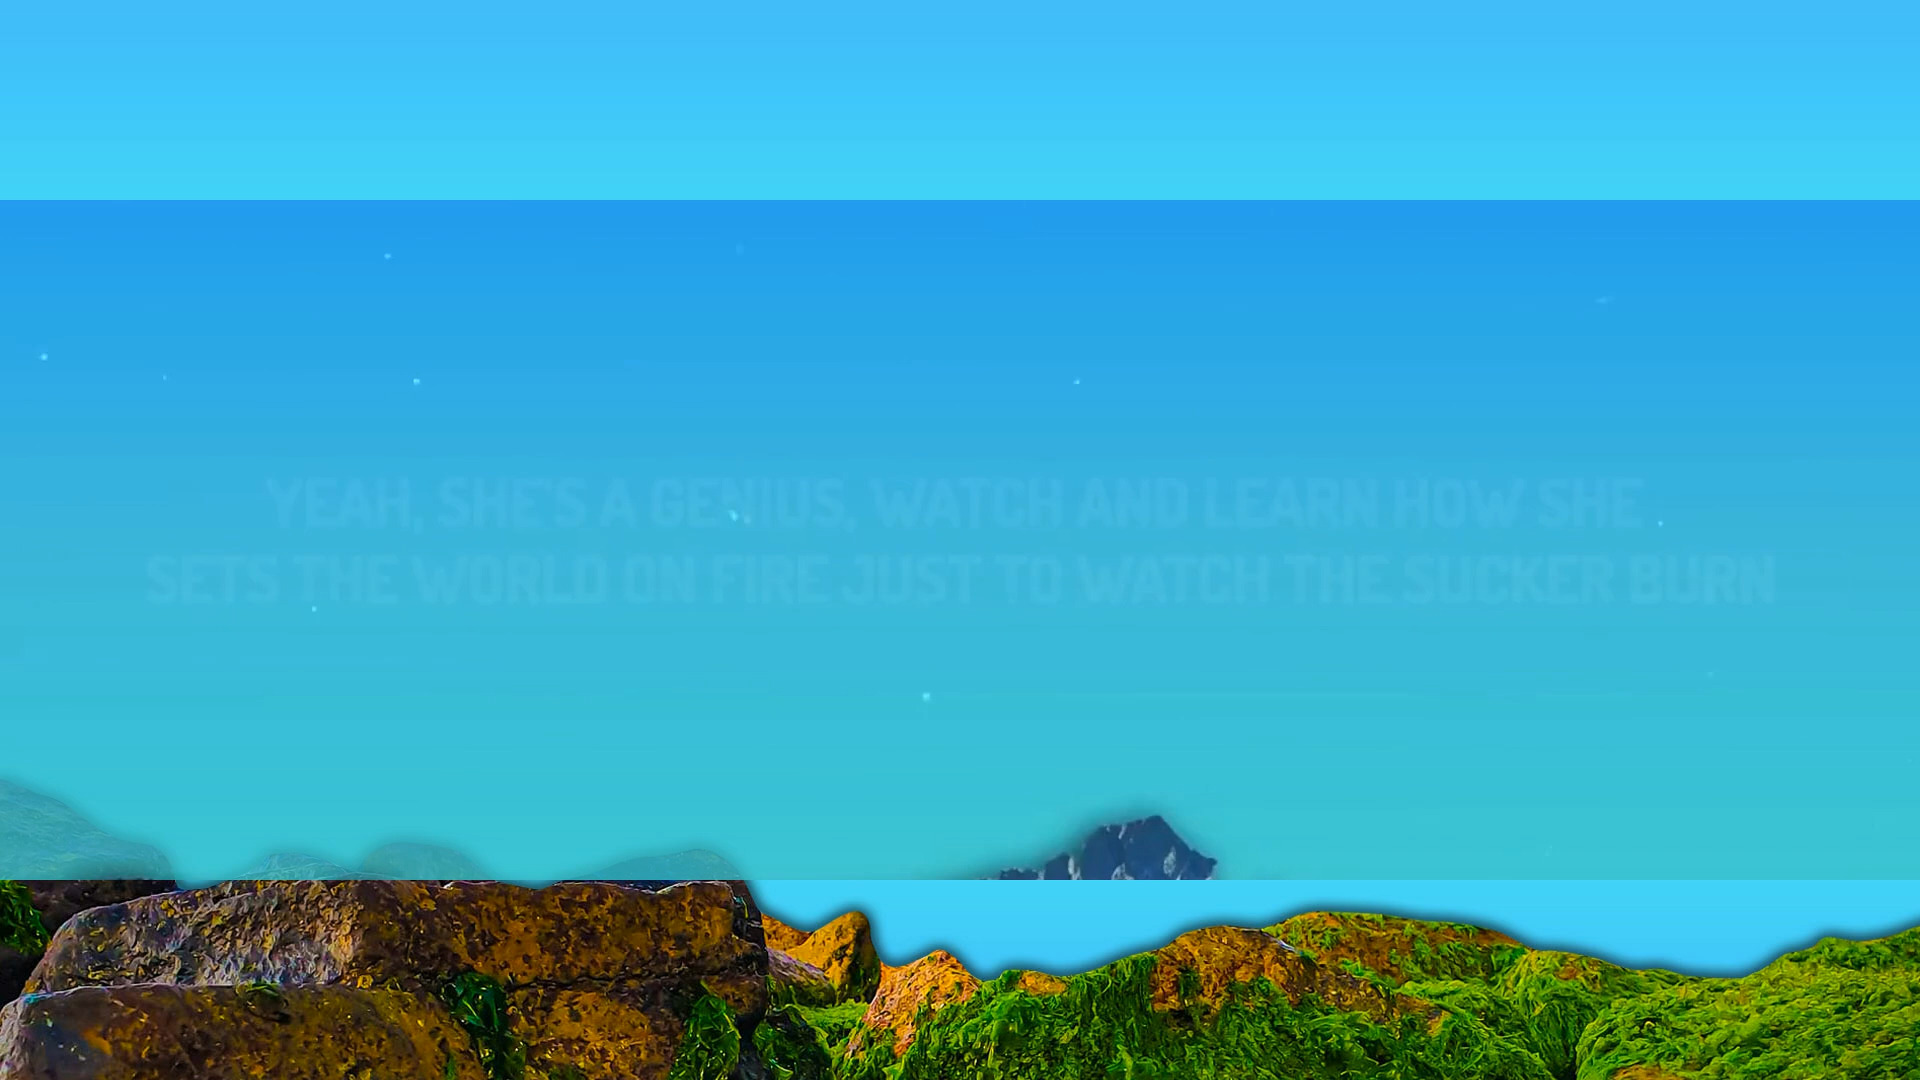 YEAH, SHE'S A GENIUS, WATCH AND LEARN HOW SHE
SETS THE WORLD ON FIRE JUST TO WATCH THE SUCKER BURN